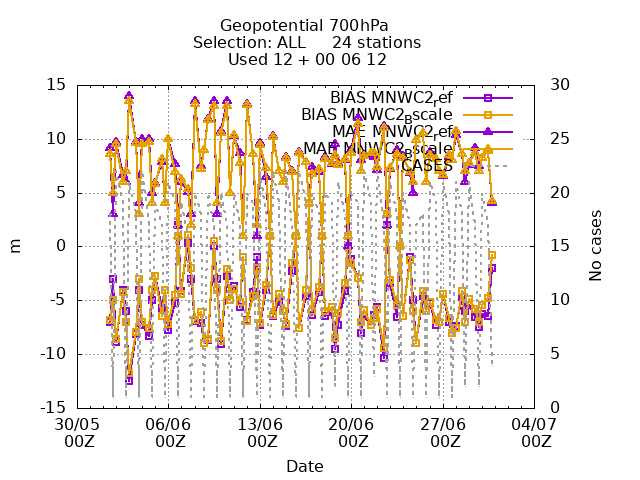 Geopotential 700hPa
Selection: ALL 24 stations
Used 12 + 00 06 12
BIAS MNWC2_ref
BIAS MNWC2_Bscale
MAE MNWC2_ref
MAE MNWC2_Bscale
CASES
15
10
5
0
-5
-10
-15
30
25
20
15
10
5
0
m
No cases
30/05 06/06 13/06 20/06 27/06 04/07
00Z 00Z 00Z 00Z 00Z 00Z
Date